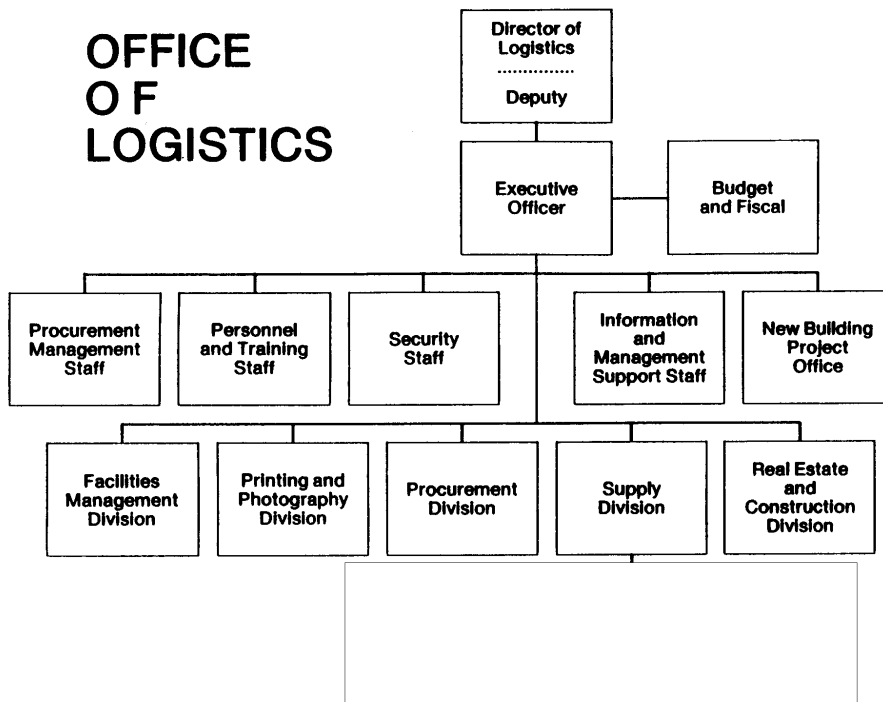 OFFICE
OF
LOGISTICS
Director of
Logistics
Deputy
Executive
Officer
Budget
and Fiscal
Procurement
Management
Staff
Personnel
and Training
Staff
Security
Staff
Information
and
Management
Support Staff
New Building
Project
Office
Facilities
Management
Division
Printing and
Photography
Division
Procurement
Division
Supply
Division
Real Estate
and
Construction
Division